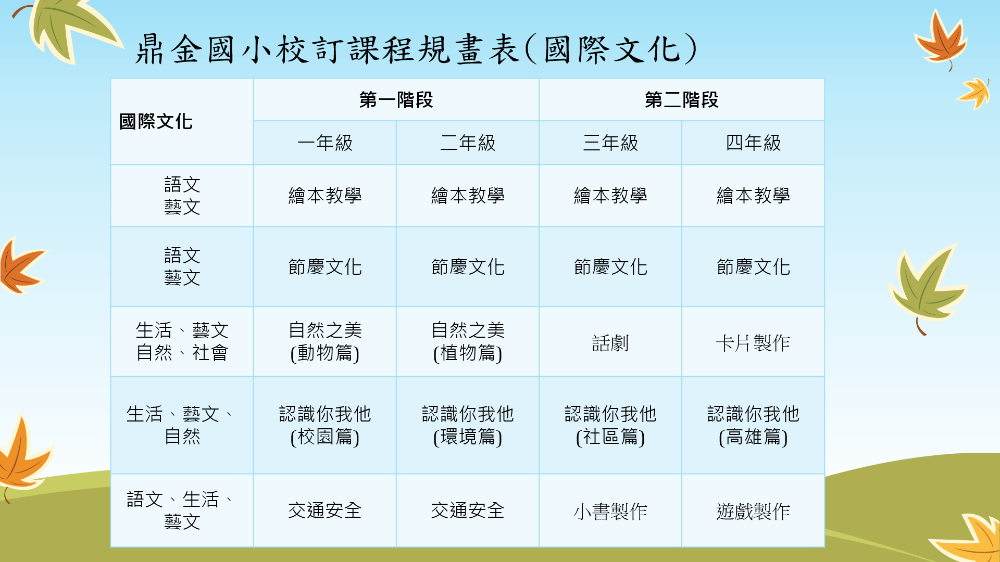 鼎金國小校訂課程規畫表(國際文化)
國際文化
第一階段
第二階段
一年級
二年級
三年級
四年級
語文
藝文
繪本教學
繪本教學
繪本教學
繪本教學
語文
藝文
節慶文化
節慶文化
節慶文化
節慶文化
生活、藝文
自然、社會
自然之美
(動物篇)
自然之美
(植物篇)
話劇
卡片製作
生活、藝文、
自然
認識你我他
(校園篇)
認識你我他
(環境篇)
認識你我他
(社區篇)
認識你我他
(高雄篇)
語文、生活、
藝文
交通安全
交通安全
小書製作
遊戲製作